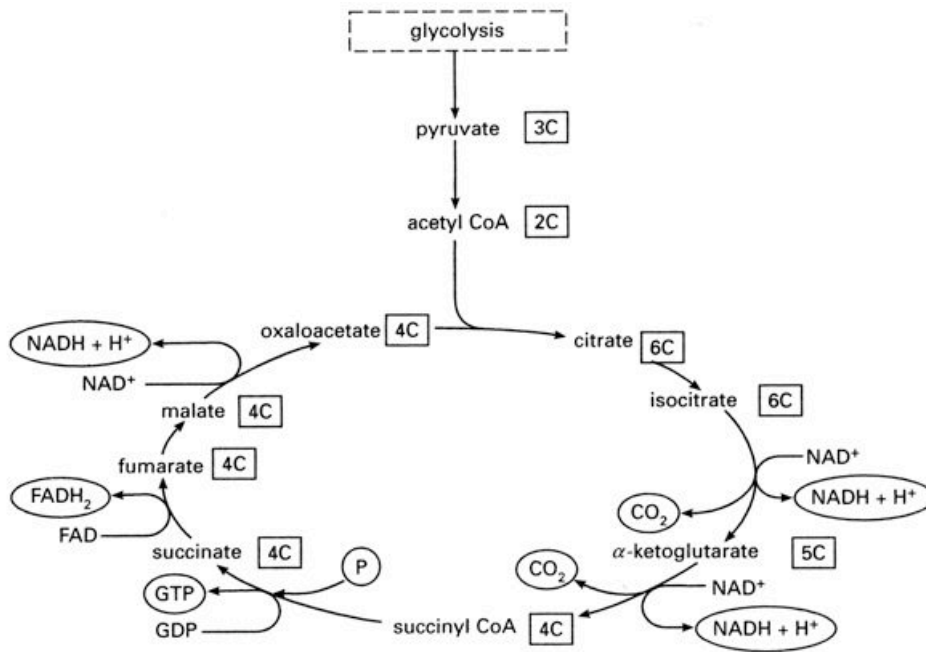 glycolysis
pyruvate 3C
acetyl CoA 2C
oxaloacetate 4C
citrate 6C
isocitrate 6C
NAD⁺
NADH + H⁺
CO₂
α-ketoglutarate 5C
NAD⁺
NADH + H⁺
CO₂
succinyl CoA 4C
P
GTP
GDP
succinate 4C
FADH₂
FAD
fumarate 4C
malate 4C
NADH + H⁺
NAD⁺